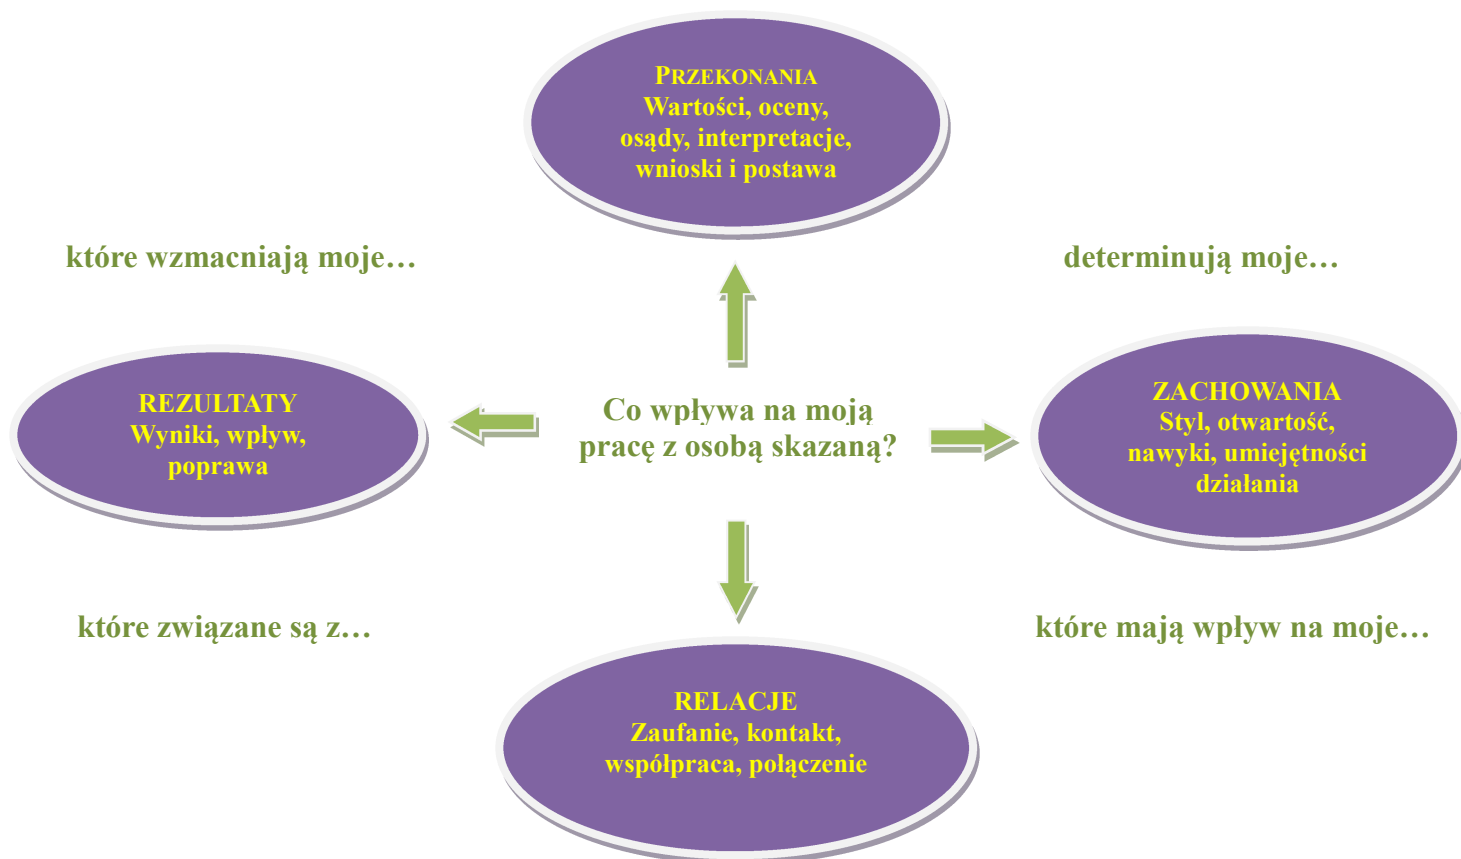 PRZEKONANIA
Wartości, oceny,
osądy, interpretacje,
wnioski i postawa
które wzmacniają moje…
determinują moje…
REZULTATY
Wyniki, wpływ,
poprawa
Co wpływa na moją
pracę z osobą skazaną?
ZACHOWANIA
Styl, otwartość,
nawyki, umiejętności
działania
które związane są z…
które mają wpływ na moje…
RELACJE
Zaufanie, kontakt,
współpraca, połączenie